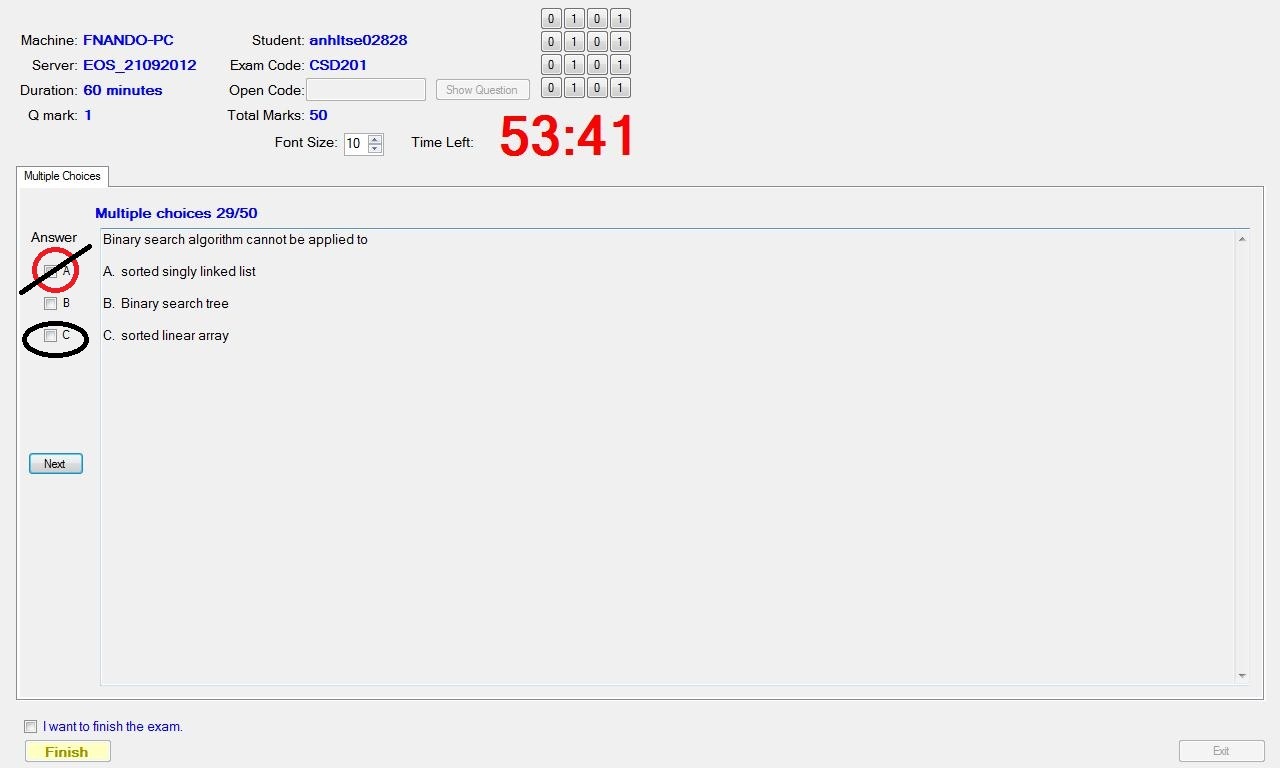 0 1 0 1
Machine: FNANDO-PC Student: anhltse02828
0 1 0 1
Server: EOS_21092012 Exam Code: CSD201
0 1 0 1
Duration: 60 minutes Open Code: Show Question
0 1 0 1
Q mark: 1 Total Marks: 50
Font Size: 10 Time Left: 53:41
Multiple Choices
Multiple choices 29/50
Answer
Binary search algorithm cannot be applied to
A A. sorted singly linked list
B B. Binary search tree
C C. sorted linear array
Next
I want to finish the exam.
Finish Exit